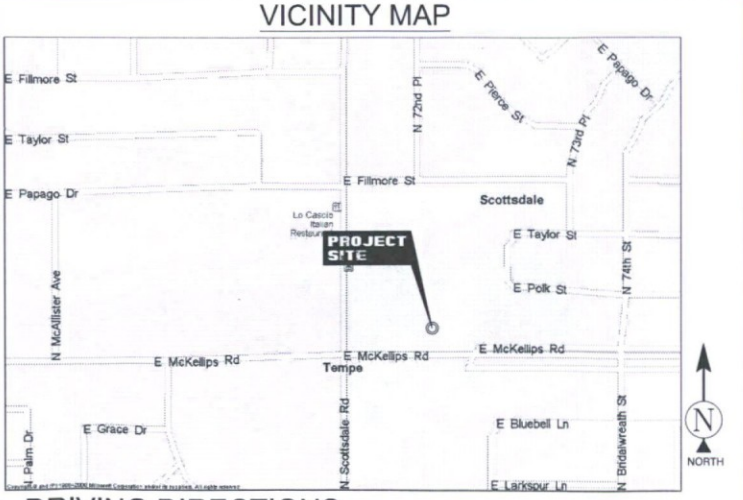 VICINITY MAP
E Fillmore St
E Papago Dr
E Pierce St
N 72nd Pl
N 73rd Pl
E Taylor St
E Papago Dr
E Fillmore St
Scottsdale
Lo Cascio
Italian
Restaurant
PROJECT
SITE
E Taylor St
N 74th St
E Polk St
N McAllister Ave
E McKellips Rd
E McKellips Rd
E McKellips Rd
Tempe
N Scottsdale Rd
E Grace Dr
N Palm Dr
E Bluebell Ln
N Bridalwreath St
E Larkspur Ln
N
NORTH
DRIVING DIRECTIONS